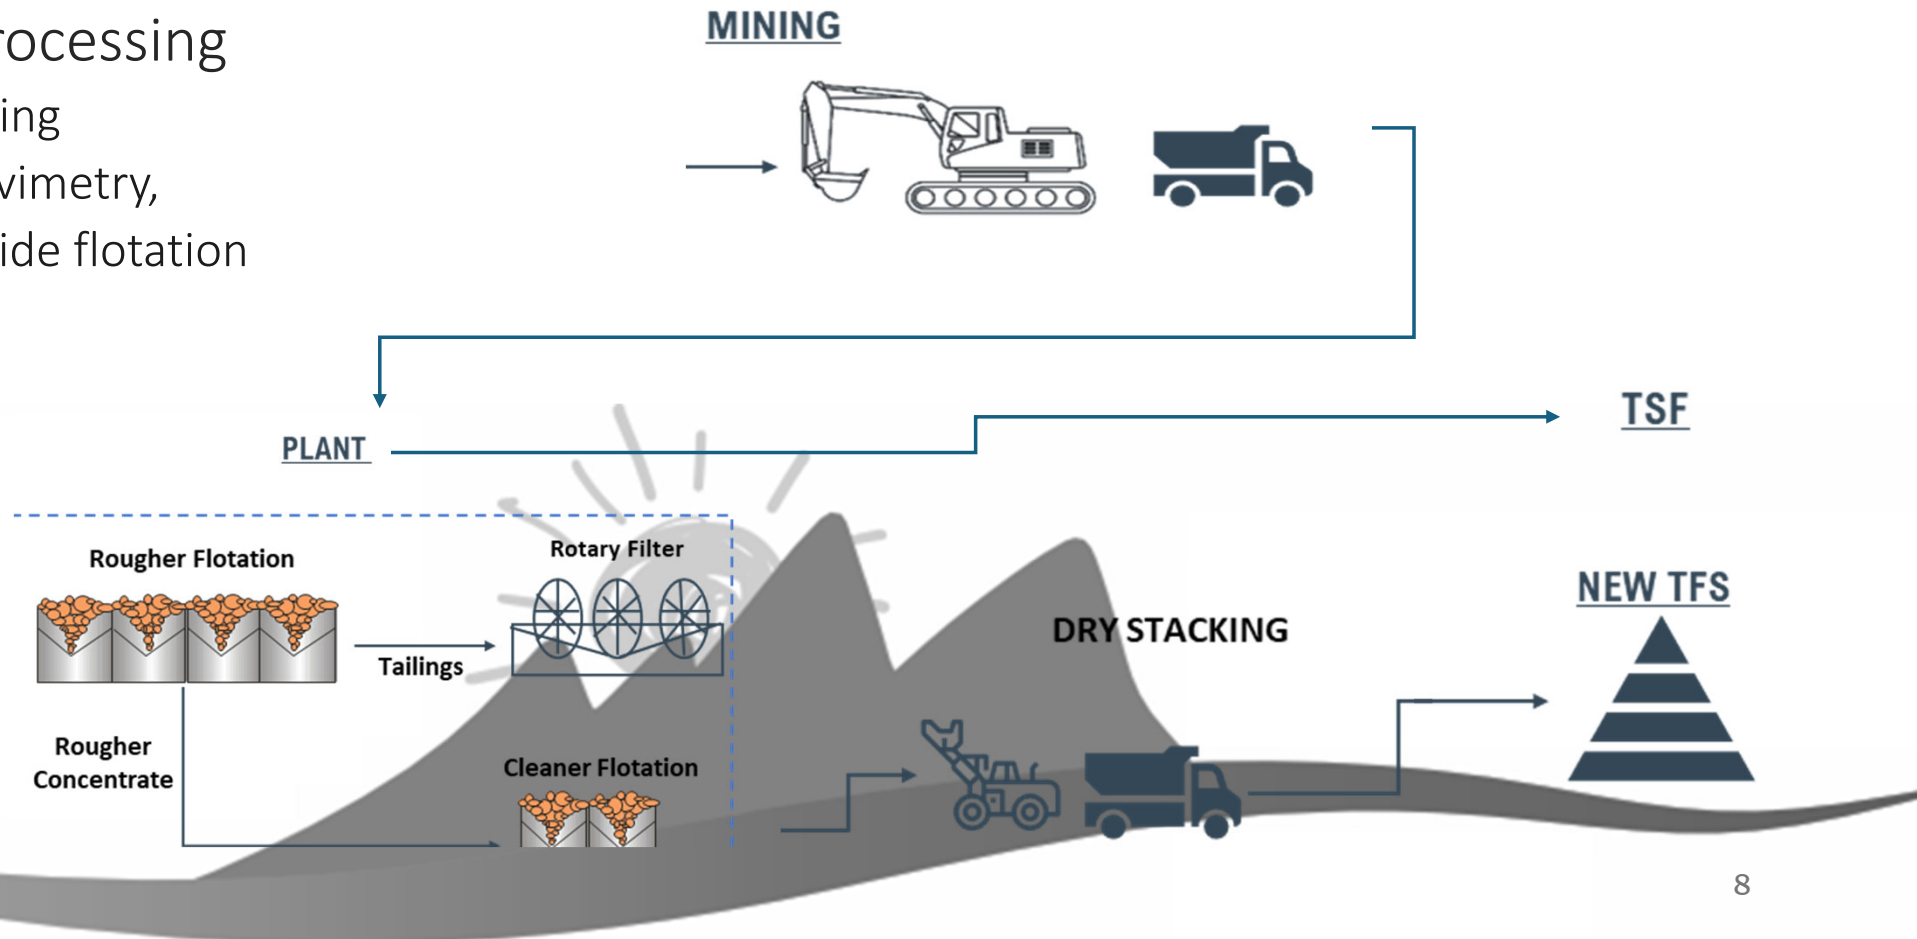 rocessing
ing
vimetry,
ide flotation
MINING
PLANT
TSF
Rougher Flotation
Rotary Filter
Tailings
Rougher
Concentrate
Cleaner Flotation
DRY STACKING
NEW TFS
8